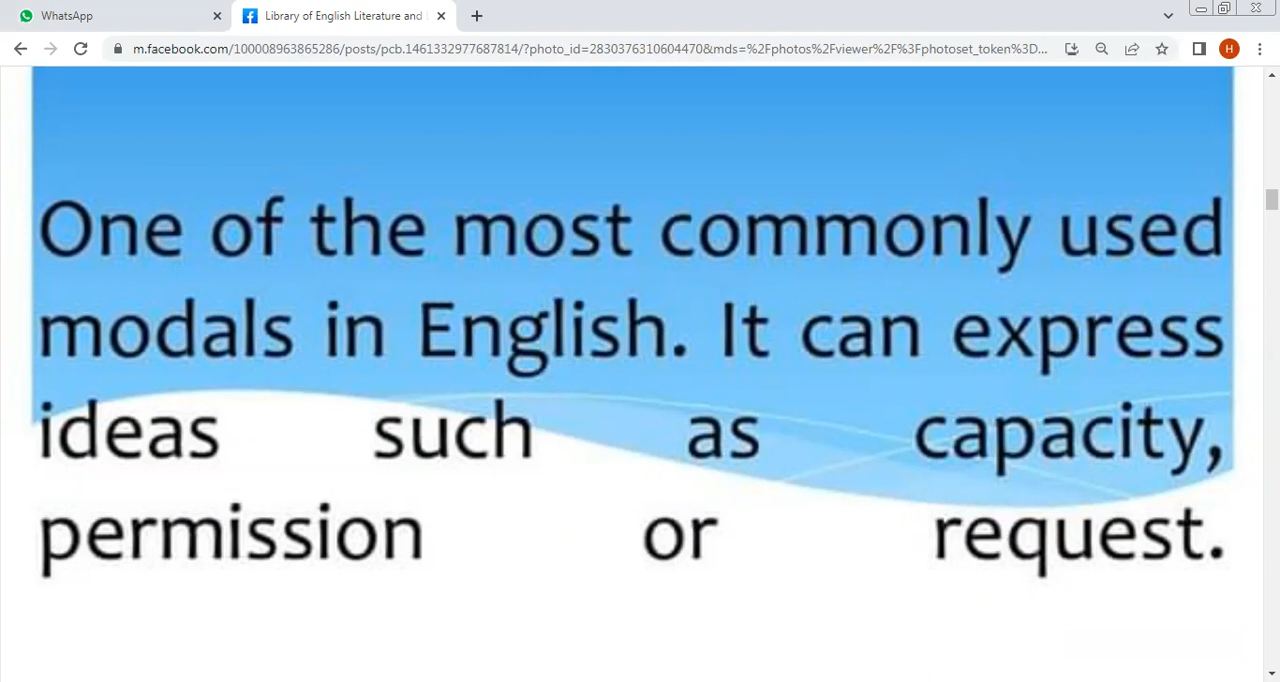 WhatsApp
Library of English Literature and
m.facebook.com/100008963865286/posts/pcb.1461332977687814/?photo_id=2830376310604470&mds=%2Fphotos%2Fviewer%2F%3Fphotoset_token%3D...
H
One of the most commonly used
modals in English. It can express
ideas such as capacity,
permission or request.